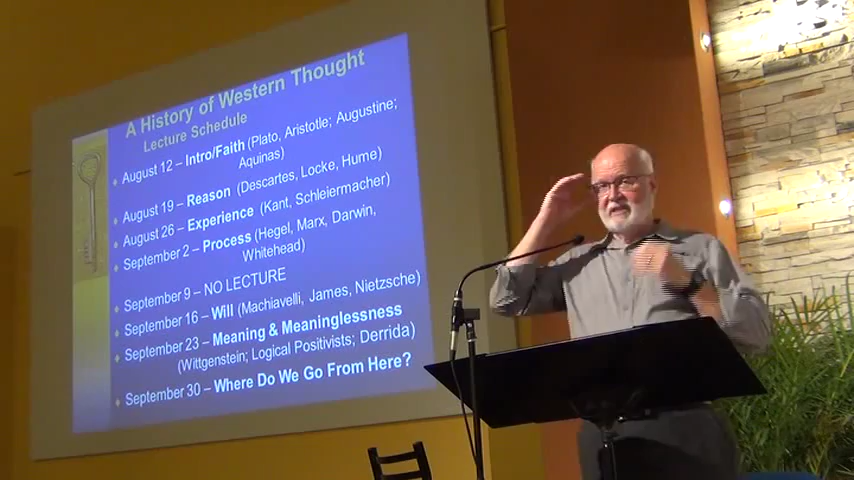 A History of Western Thought
Lecture Schedule
August 12 – Intro/Faith (Plato, Aristotle; Augustine;
Aquinas)
August 19 – Reason (Descartes, Locke, Hume)
August 26 – Experience (Kant, Schleiermacher)
September 2 – Process (Hegel, Marx, Darwin,
Whitehead)
September 9 – NO LECTURE
September 16 – Will (Machiavelli, James, Nietzsche)
September 23 – Meaning & Meaninglessness
(Wittgenstein; Logical Positivists; Derrida)
September 30 – Where Do We Go From Here?